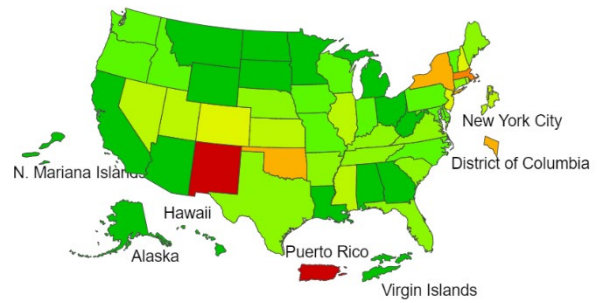 New York City
District of Columbia
N. Mariana Islands
Hawaii
Alaska
Puerto Rico
Virgin Islands